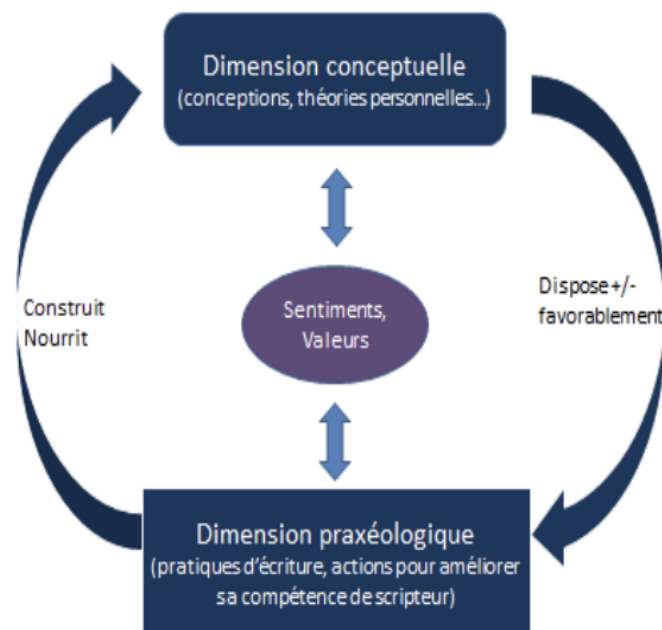 Dimension conceptuelle
(conceptions, théories personnelles...)
Construit
Nourrit
Sentiments,
Valeurs
Dispose +/-
favorablement
Dimension praxéologique
(pratiques d'écriture, actions pour améliorer
sa compétence de scripteur)